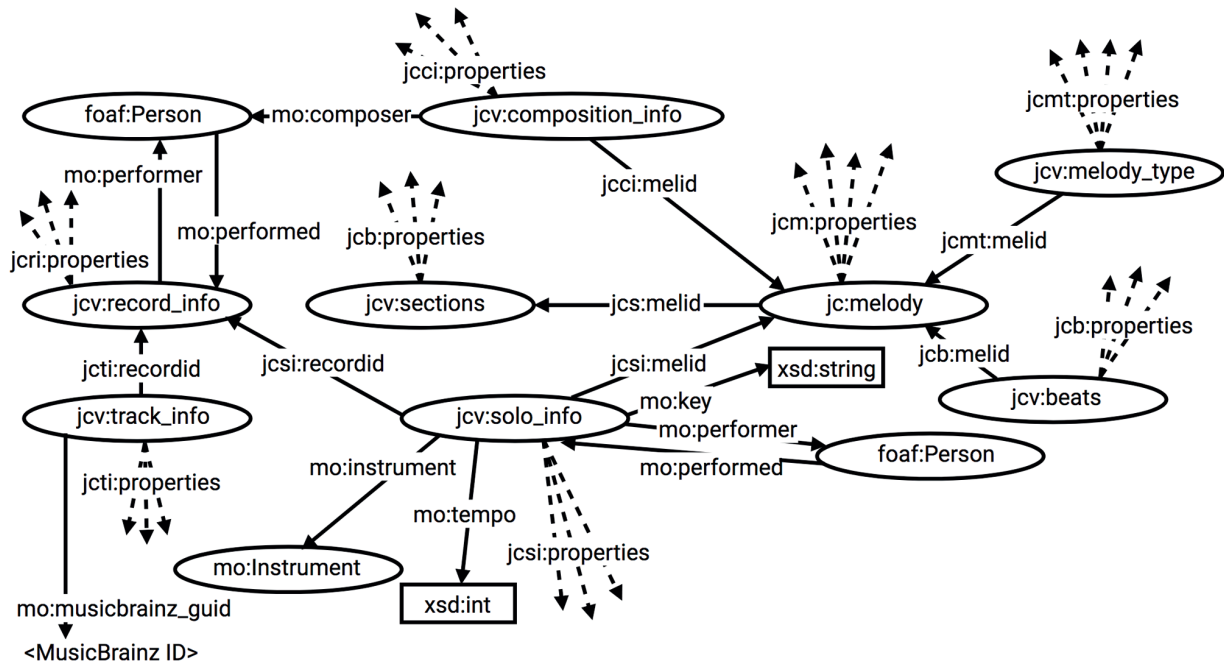 jcci:properties
jcmt:properties
foaf:Person
mo:composer
jcv:composition_info
mo:performer
jcci:melid
jcv:melody_type
jcm:properties
mo:performed
jcb:properties
jcmt:melid
jcri:properties
jcv:record_info
jcv:sections
jcs:melid
jc:melody
jcb:properties
jcti:recordid
jcsi:recordid
jcsi:melid
jcb:melid
xsd:string
jcv:track_info
jcv:solo_info
mo:key
jcv:beats
mo:performer
foaf:Person
mo:instrument
mo:performed
jcti:properties
mo:tempo
jcsi:properties
mo:Instrument
xsd:int
mo:musicbrainz_guid
<MusicBrainz ID>